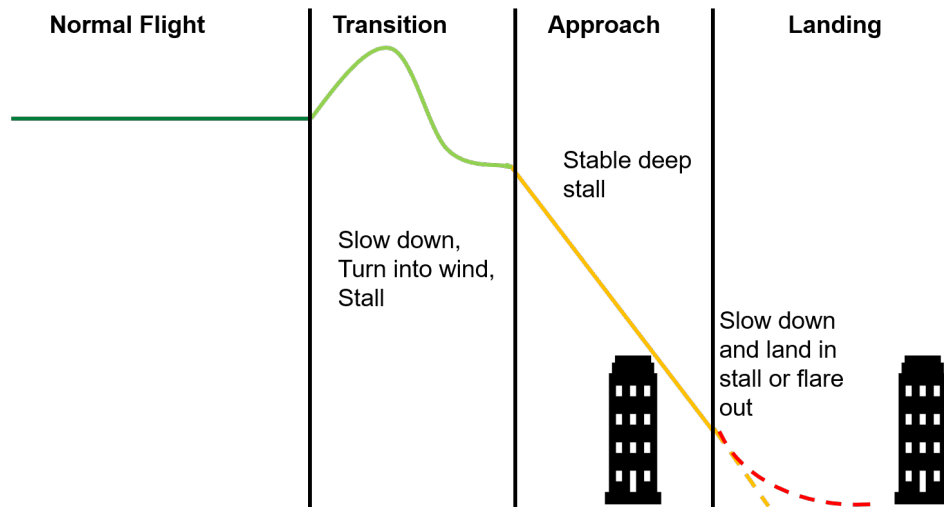 Normal Flight
Transition
Approach
Landing
Slow down,
Turn into wind,
Stall
Stable deep
stall
Slow down
and land in
stall or flare
out